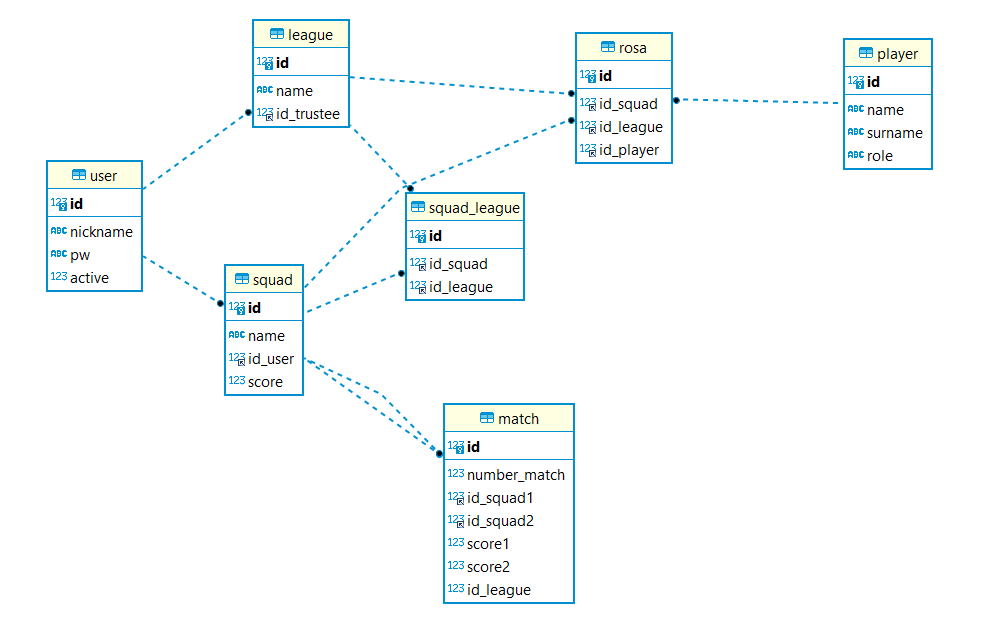 league
id
name
id_trustee
rosa
id
id_squad
id_league
id_player
player
id
name
surname
role
user
id
nickname
pw
active
squad_league
id
id_squad
id_league
squad
id
name
id_user
score
match
id
number_match
id_squad1
id_squad2
score1
score2
id_league